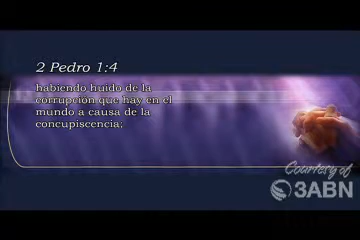 2 Pedro 1:4
habiendo huido de la
corrupción que hay en el
mundo a causa de la
concupiscencia;
Courtesy of
3ABN